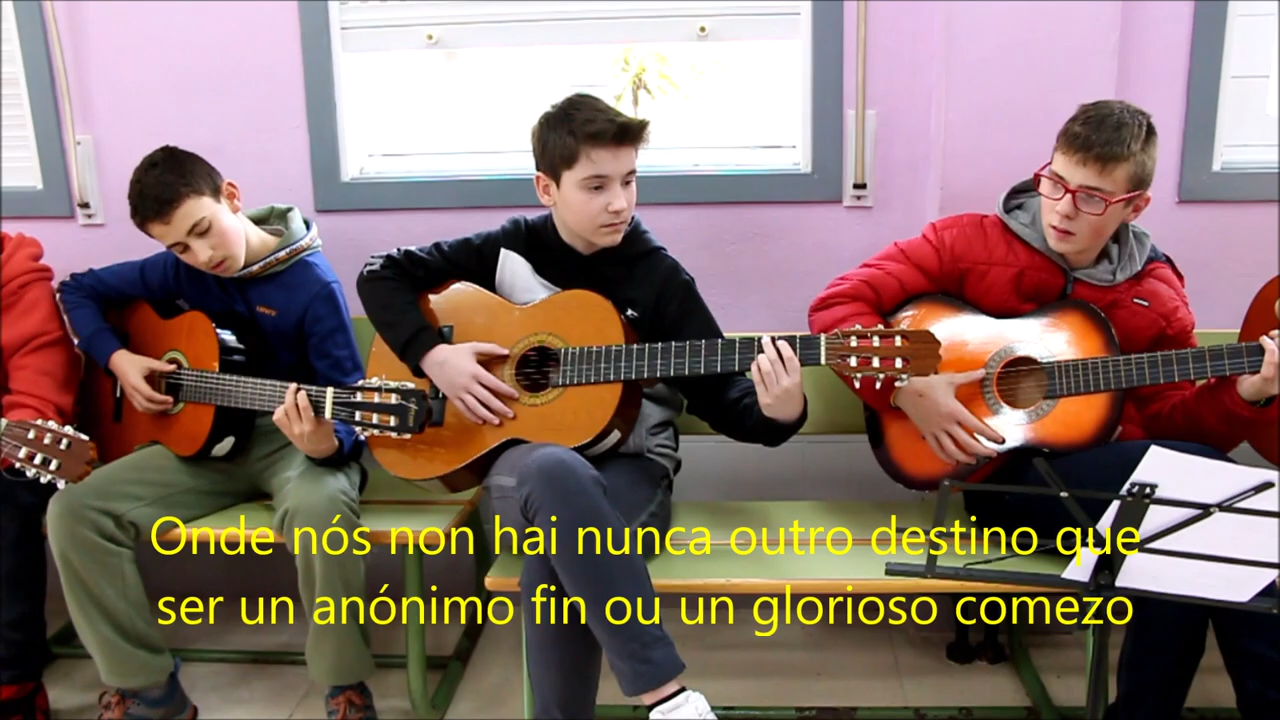 Onde nós non hai nunca outro destino que
ser un anónimo fin ou un glorioso comezo